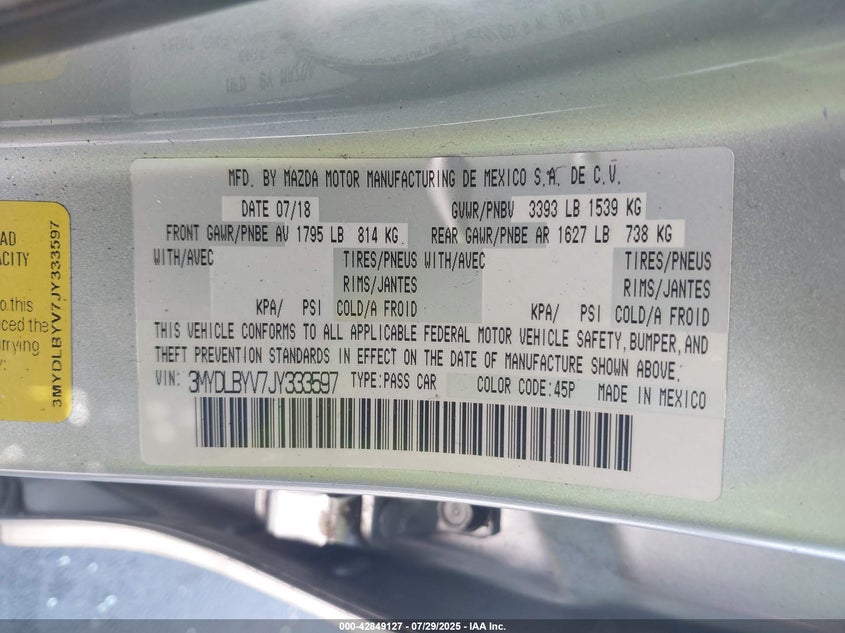 MFD. BY MAZDA MOTOR MANUFACTURING DE MEXICO S.A. DE C.V.
DATE 07/18 GVWR/PNBV 3393 LB 1539 KG
FRONT GAWR/PNBE AV 1795 LB 814 KG REAR GAWR/PNBE AR 1627 LB 738 KG
WITH/AVEC TIRES/PNEUS WITH/AVEC TIRES/PNEUS
RIMS/JANTES RIMS/JANTES
KPA/ PSI COLD/A FROID KPA/ PSI COLD/A FROID
THIS VEHICLE CONFORMS TO ALL APPLICABLE FEDERAL MOTOR VEHICLE SAFETY, BUMPER, AND
THEFT PREVENTION STANDARDS IN EFFECT ON THE DATE OF MANUFACTURE SHOWN ABOVE.
VIN: 3MYDLBYV7JY333597 TYPE:PASS CAR COLOR CODE:45P MADE IN MEXICO
AD
ACITY
o.this
ced the
rrying
3MYDLBYV7JY333597
000-42849127 - 07/29/2025 - IAA Inc.